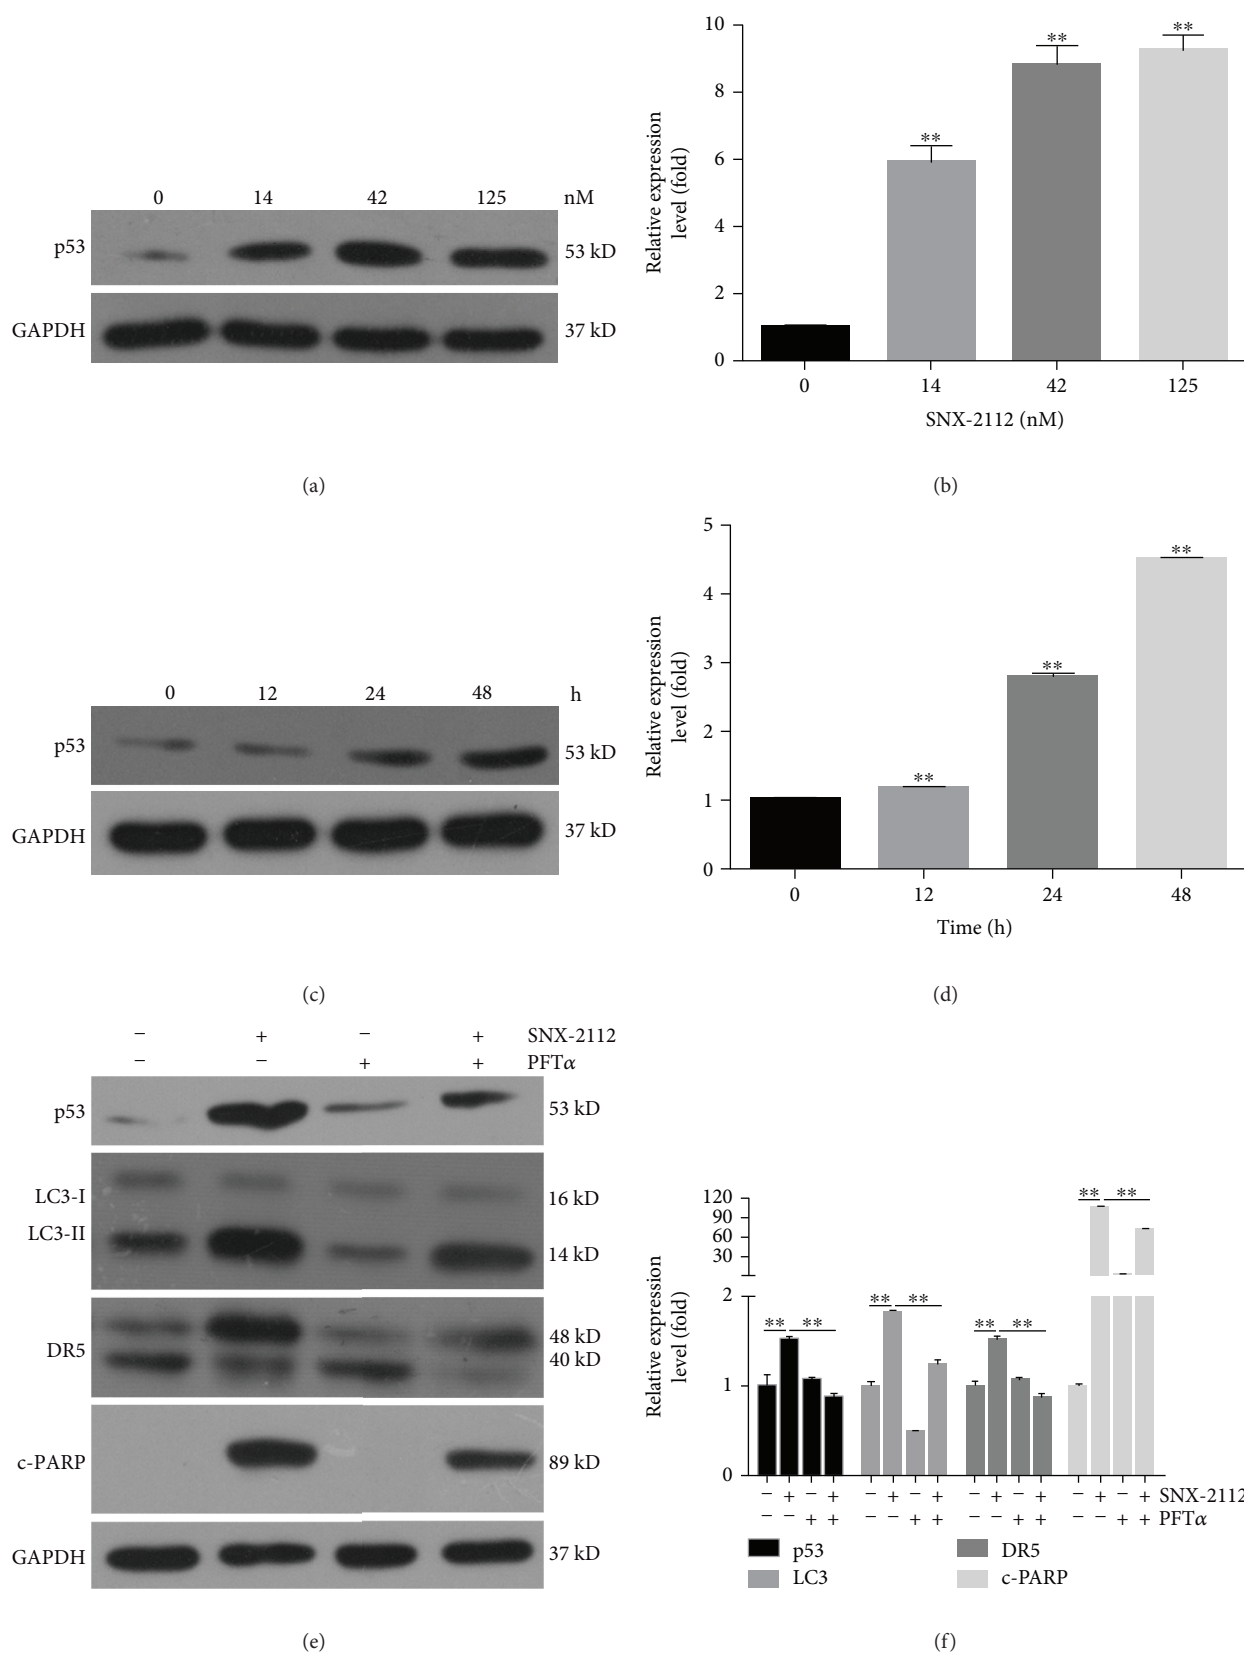 0 14 42 125 nM
p53 53 kD
GAPDH 37 kD
(a)
10
8
6
4
2
0
Relative expression
level (fold)
** ** **
0 14 42 125
SNX-2112 (nM)
(b)
0 12 24 48 h
p53 53 kD
GAPDH 37 kD
(c)
5
4
3
2
1
0
Relative expression
level (fold)
** ** **
0 12 24 48
Time (h)
(d)
− + − + SNX-2112
− − + + PFTα
p53 53 kD
LC3-I 16 kD
LC3-II 14 kD
DR5 48 kD
40 kD
c-PARP 89 kD
GAPDH 37 kD
(e)
120
90
60
30
2
1
0
Relative expression
level (fold)
** ** ** ** ** ** ** **
− + − + − + − + − + − + − + − + SNX-2112
− − + + − − + + − − + + − − + + PFTα
p53 DR5
LC3 c-PARP
(f)